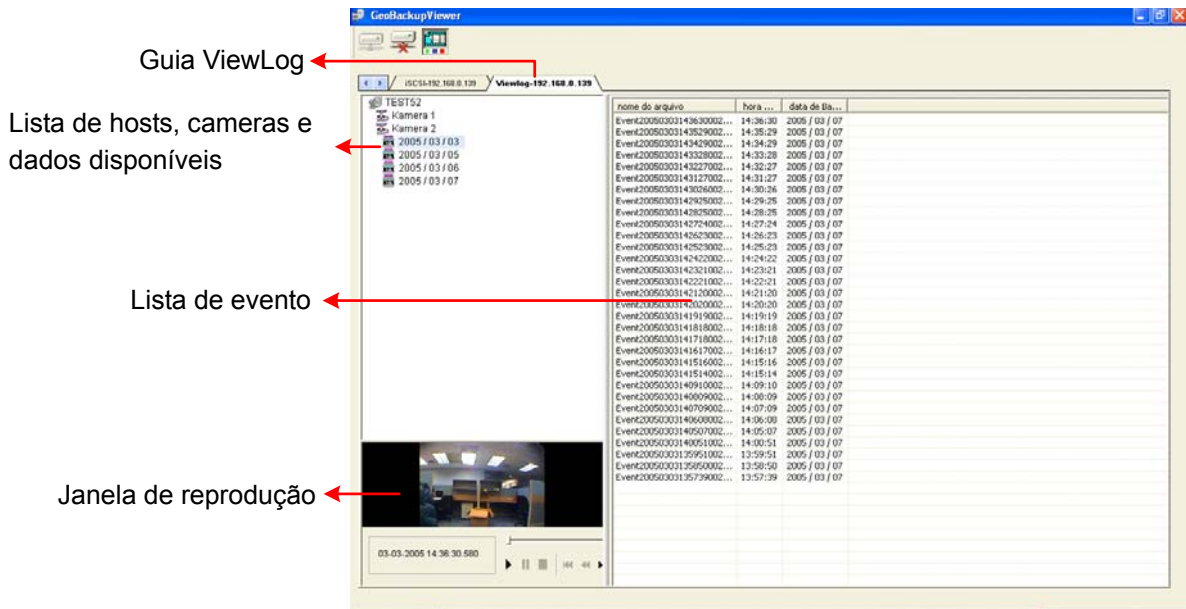 GeoBackupViewer
Guia ViewLog
iSCSI-192.168.0.139
Viewlog-192.168.0.139
Lista de hosts, cameras e
dados disponíveis
TEST52
Kamera 1
Kamera 2
2005 / 03 / 03
2005 / 03 / 05
2005 / 03 / 06
2005 / 03 / 07
nome do arquivo hora ... data de Ba...
Event20050303143630002... 14:36:30 2005 / 03 / 07
Event20050303143529002... 14:35:29 2005 / 03 / 07
Event20050303143429002... 14:34:29 2005 / 03 / 07
Event20050303143328002... 14:33:28 2005 / 03 / 07
Event20050303143227002... 14:32:27 2005 / 03 / 07
Event20050303143127002... 14:31:27 2005 / 03 / 07
Event20050303143026002... 14:30:26 2005 / 03 / 07
Event20050303142925002... 14:29:25 2005 / 03 / 07
Event20050303142825002... 14:28:25 2005 / 03 / 07
Event20050303142724002... 14:27:24 2005 / 03 / 07
Event20050303142623002... 14:26:23 2005 / 03 / 07
Event20050303142523002... 14:25:23 2005 / 03 / 07
Event20050303142422002... 14:24:22 2005 / 03 / 07
Event20050303142321002... 14:23:21 2005 / 03 / 07
Event20050303142221002... 14:22:21 2005 / 03 / 07
Event20050303142120002... 14:21:20 2005 / 03 / 07
Event20050303142020002... 14:20:20 2005 / 03 / 07
Event20050303141919002... 14:19:19 2005 / 03 / 07
Event20050303141818002... 14:18:18 2005 / 03 / 07
Event20050303141718002... 14:17:18 2005 / 03 / 07
Event20050303141617002... 14:16:17 2005 / 03 / 07
Event20050303141516002... 14:15:16 2005 / 03 / 07
Event20050303141514002... 14:15:14 2005 / 03 / 07
Event20050303140910002... 14:09:10 2005 / 03 / 07
Event20050303140809002... 14:08:09 2005 / 03 / 07
Event20050303140709002... 14:07:09 2005 / 03 / 07
Event20050303140608002... 14:06:08 2005 / 03 / 07
Event20050303140507002... 14:05:07 2005 / 03 / 07
Event20050303140051002... 14:00:51 2005 / 03 / 07
Event20050303135951002... 13:59:51 2005 / 03 / 07
Event20050303135850002... 13:58:50 2005 / 03 / 07
Event20050303135739002... 13:57:39 2005 / 03 / 07
Lista de evento
Janela de reprodução
03-03-2005 14:36:30.580